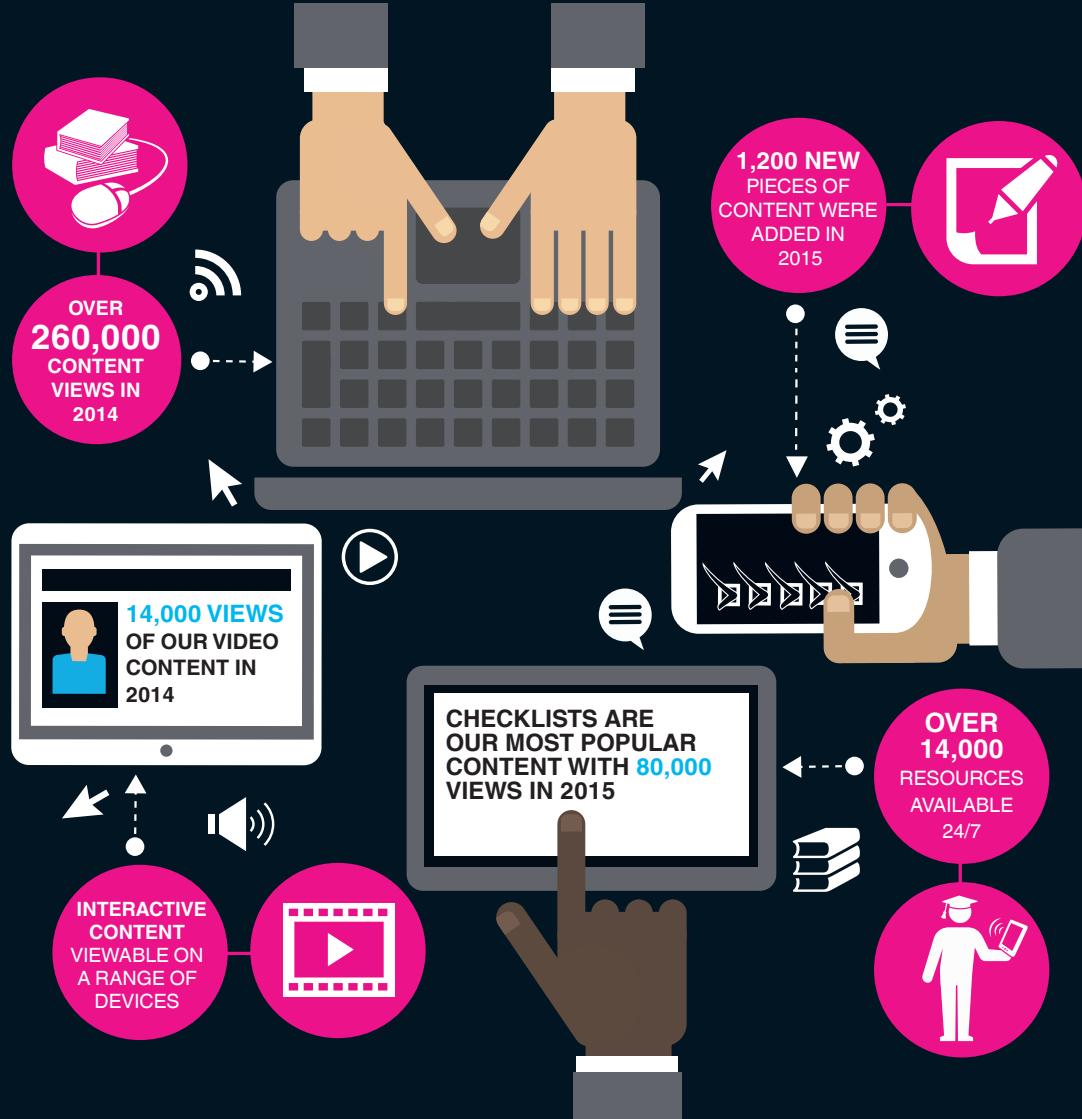 1,200 NEW
PIECES OF
CONTENT WERE
ADDED IN
2015
OVER
260,000
CONTENT
VIEWS IN
2014
14,000 VIEWS
OF OUR VIDEO
CONTENT IN
2014
CHECKLISTS ARE
OUR MOST POPULAR
CONTENT WITH 80,000
VIEWS IN 2015
OVER
14,000
RESOURCES
AVAILABLE
24/7
INTERACTIVE
CONTENT
VIEWABLE ON
A RANGE OF
DEVICES